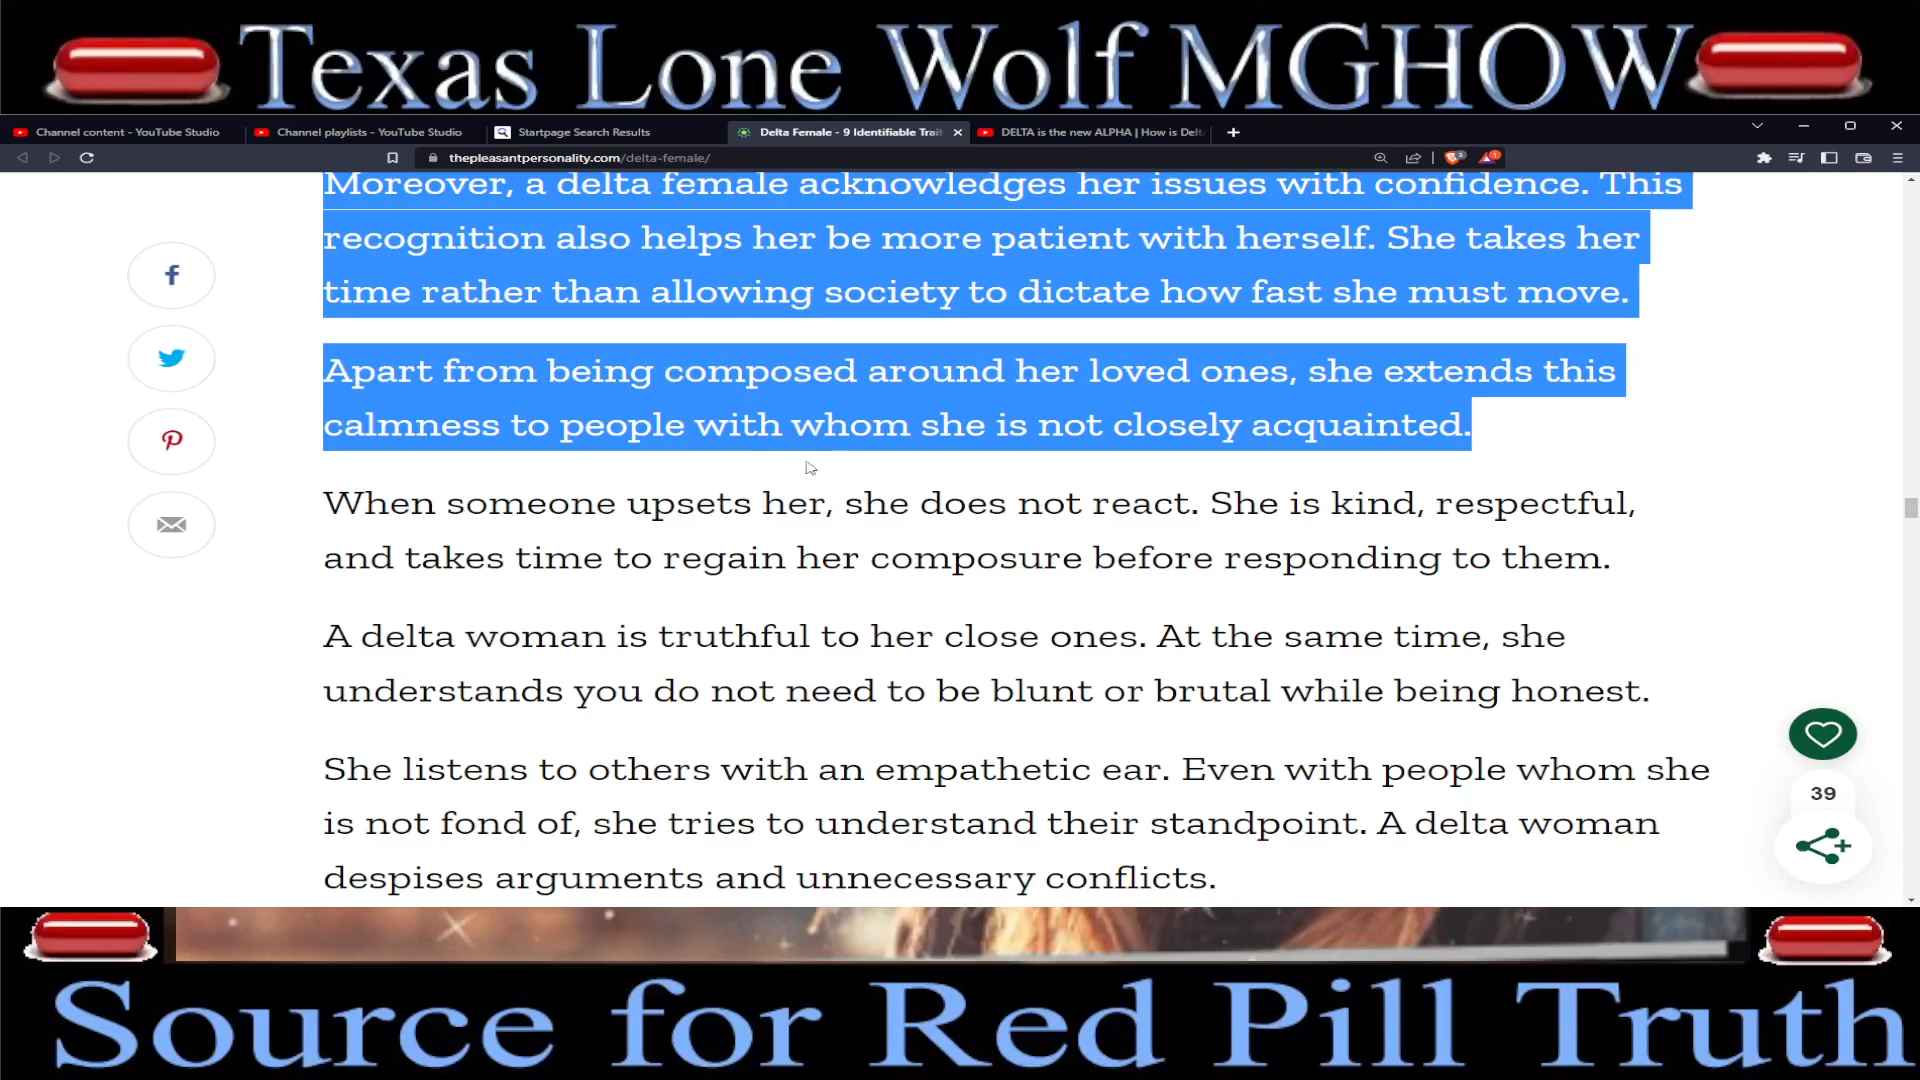 Texas Lone Wolf MGHOW
Channel content - YouTube Studio
Channel playlists - YouTube Studio
Startpage Search Results
Delta Female - 9 Identifiable Trait
DELTA is the new ALPHA | How is Delt
thepleasantpersonality.com/delta-female/
Moreover, a delta female acknowledges her issues with confidence. This
recognition also helps her be more patient with herself. She takes her
time rather than allowing society to dictate how fast she must move.
Apart from being composed around her loved ones, she extends this
calmness to people with whom she is not closely acquainted.
When someone upsets her, she does not react. She is kind, respectful,
and takes time to regain her composure before responding to them.
A delta woman is truthful to her close ones. At the same time, she
understands you do not need to be blunt or brutal while being honest.
She listens to others with an empathetic ear. Even with people whom she
is not fond of, she tries to understand their standpoint. A delta woman
despises arguments and unnecessary conflicts.
39
Source for Red Pill Truth